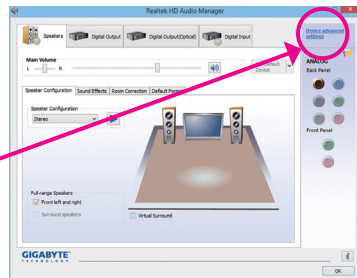 Realtek HD Audio Manager
Speakers
Digital Output
Digital Output(Optical)
Digital Input
Device advanced
settings
Main Volume
L
R
Device
ANALOG
Back Panel
Speaker Configuration
Sound Effects
Room Correction
Default Format
Speaker Configuration
Stereo
Front Panel
Full-range Speakers
Front left and right
Surround speakers
Virtual Surround
GIGABYTE
TECHNOLOGY
OK